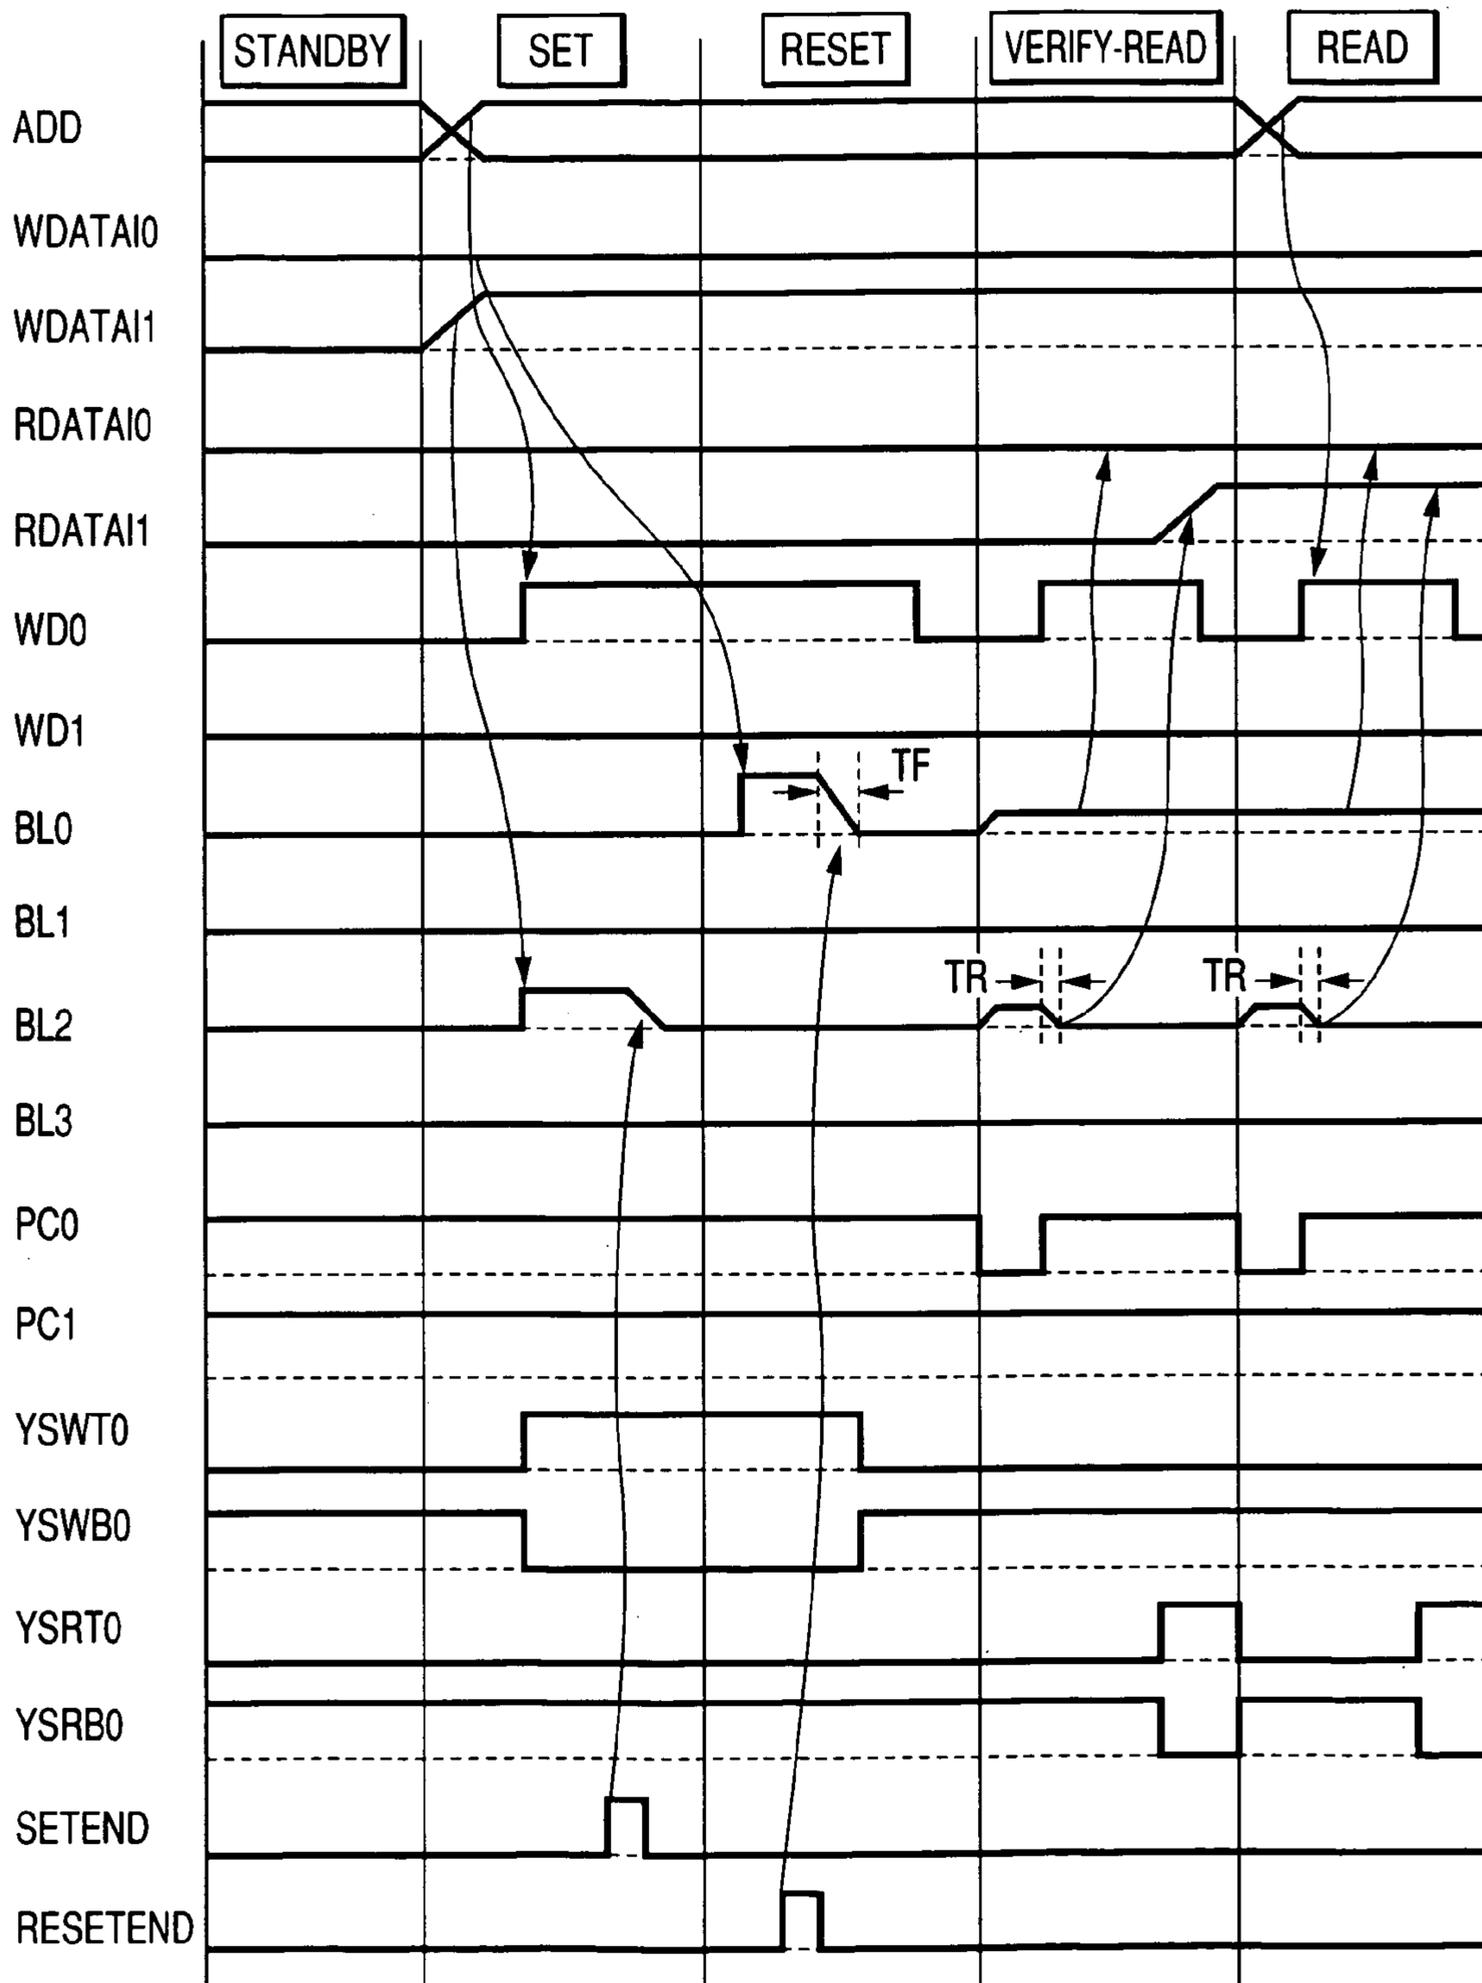 STANDBY SET RESET VERIFY-READ READ
ADD
WDATAI0
WDATAI1
RDATAI0
RDATAI1
WD0
WD1
TF
BL0
BL1
TR TR
BL2
BL3
PC0
PC1
YSWT0
YSWB0
YSRT0
YSRB0
SETEND
RESETEND